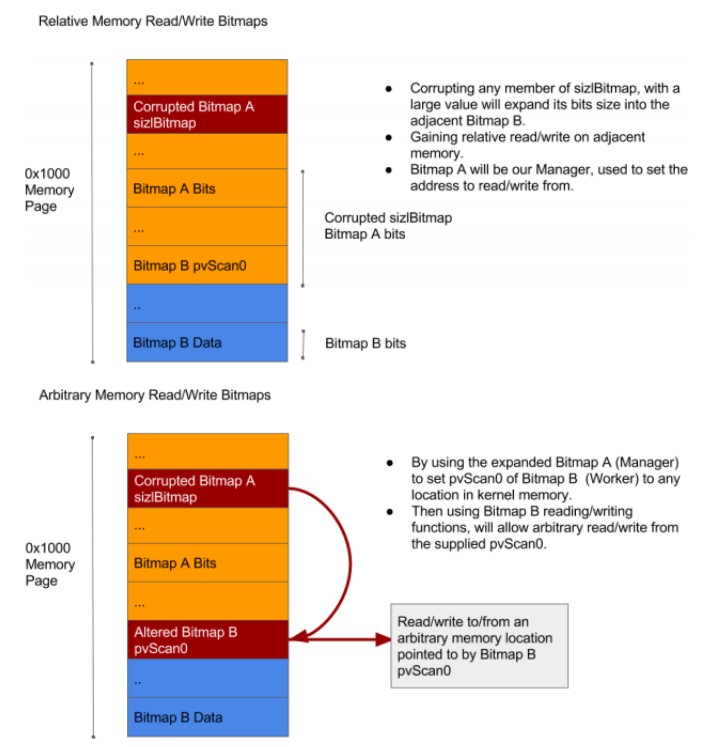 Relative Memory Read/Write Bitmaps
...
Corrupted Bitmap A
sizlBitmap
...
Bitmap A Bits
...
Bitmap B pvScan0
..
Bitmap B Data
0x1000
Memory
Page
Corrupted sizlBitmap
Bitmap A bits
Bitmap B bits
● Corrupting any member of sizlBitmap, with a
large value will expand its bits size into the
adjacent Bitmap B.
● Gaining relative read/write on adjacent
memory.
● Bitmap A will be our Manager, used to set the
address to read/write from.
Arbitrary Memory Read/Write Bitmaps
...
Corrupted Bitmap A
sizlBitmap
...
Bitmap A Bits
...
Altered Bitmap B
pvScan0
..
Bitmap B Data
0x1000
Memory
Page
● By using the expanded Bitmap A (Manager)
to set pvScan0 of Bitmap B (Worker) to any
location in kernel memory.
● Then using Bitmap B reading/writing
functions, will allow arbitrary read/write from
the supplied pvScan0.
Read/write to/from an
arbitrary memory location
pointed to by Bitmap B
pvScan0